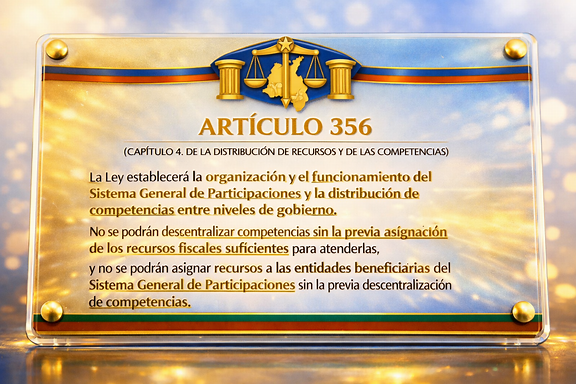 ARTÍCULO 356
(CAPÍTULO 4. DE LA DISTRIBUCIÓN DE RECURSOS Y DE LAS COMPETENCIAS)
La Ley establecerá la organización y el funcionamiento del
Sistema General de Participaciones y la distribución de
competencias entre niveles de gobierno.
No se podrán descentralizar competencias sin la previa asignación
de los recursos fiscales suficientes para atenderlas,
y no se podrán asignar recursos a las entidades beneficiarias del
Sistema General de Participaciones sin la previa descentralización
de competencias.